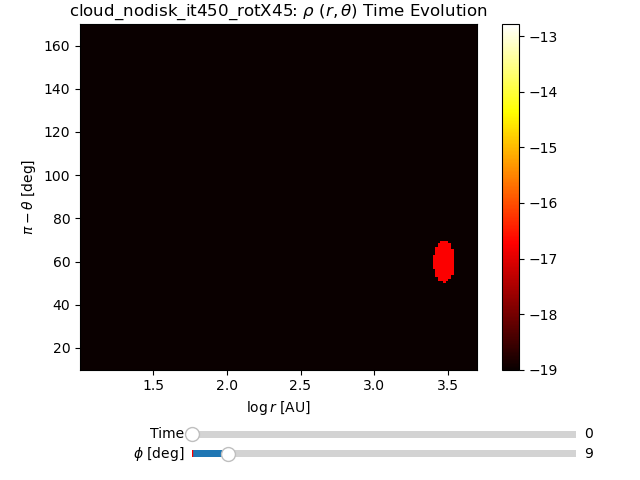 cloud_nodisk_it450_rotX45: ρ (r, θ) Time Evolution
160
140
120
100
80
60
40
20
π − θ [deg]
1.5 2.0 2.5 3.0 3.5
log r [AU]
−13
−14
−15
−16
−17
−18
−19
Time 0
ϕ [deg] 9